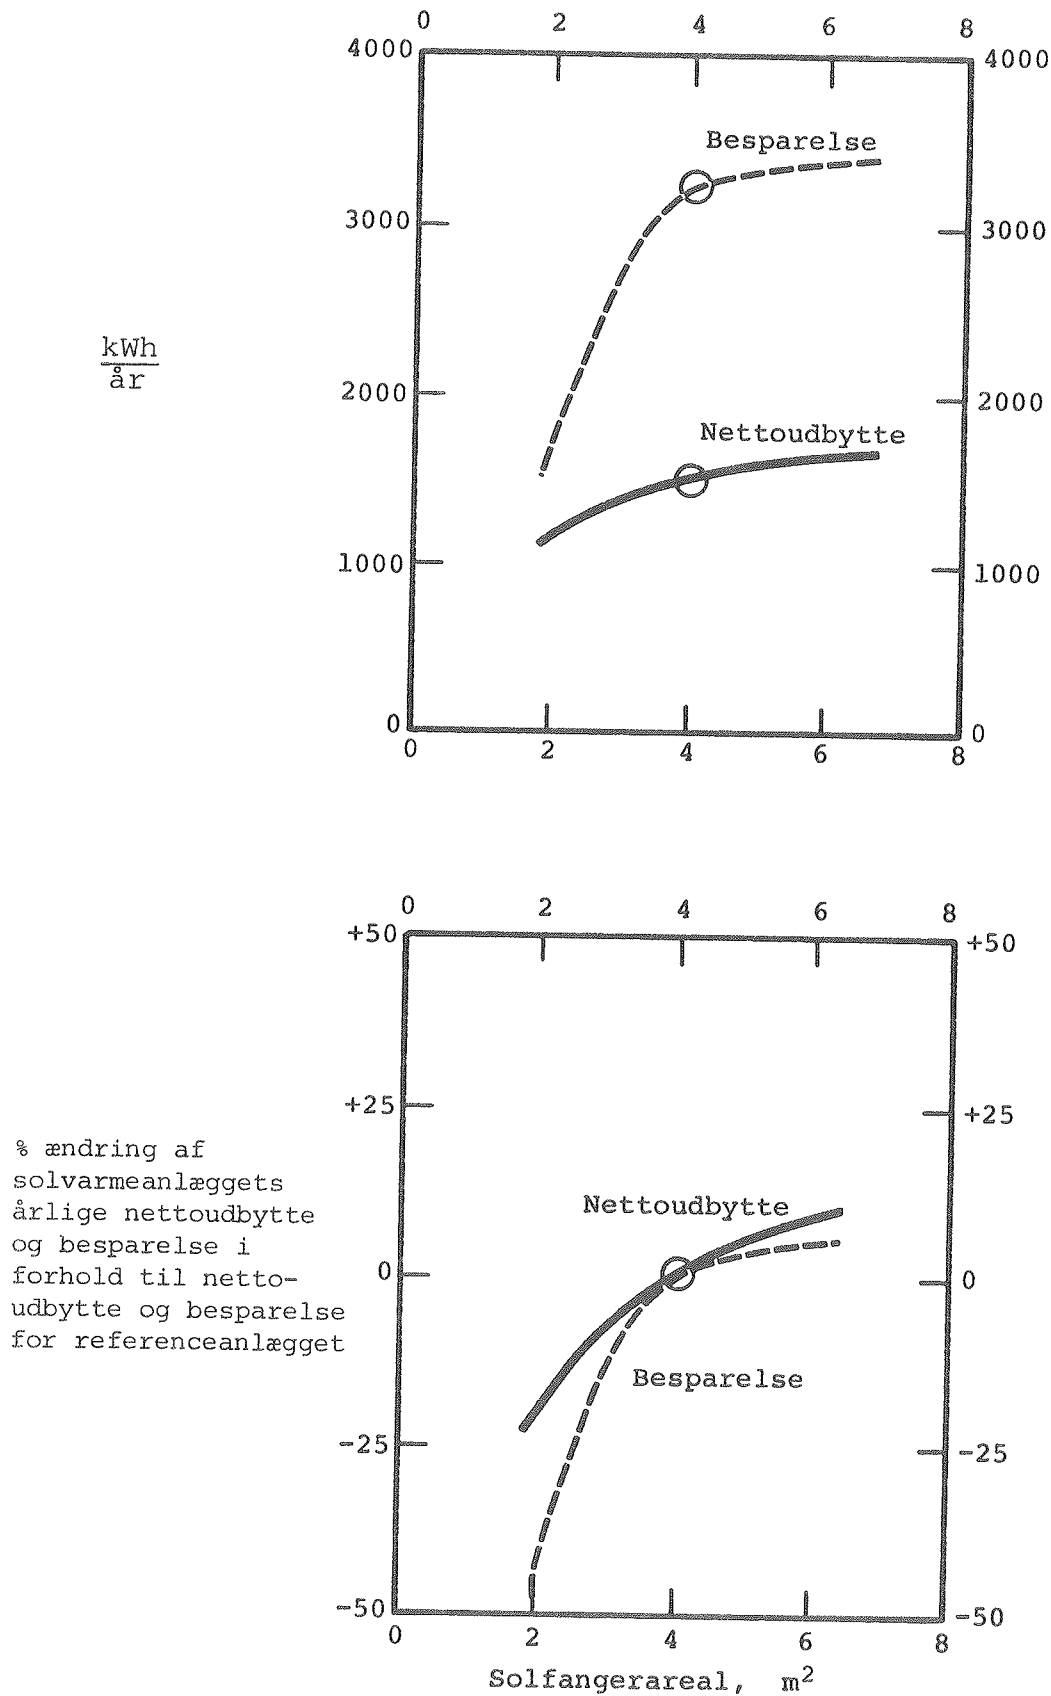 0 2 4 6 8
4000 4000
Besparelse
3000 3000
kWh
år
2000 2000
Nettoudbytte
1000 1000
0 0
0 2 4 6 8
0 2 4 6 8
+50 +50
+25 +25
% ændring af
solvarmeanlæggets
årlige nettoudbytte
og besparelse i
forhold til netto-
udbytte og besparelse
for referenceanlægget
Nettoudbytte
0 0
Besparelse
-25 -25
-50 -50
0 2 4 6 8
Solfangerareal, m²